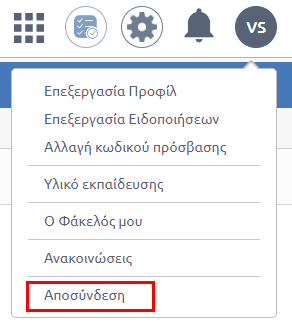 VS
Επεξεργασία Προφίλ
Επεξεργασία Ειδοποιήσεων
Αλλαγή κωδικού πρόσβασης
Υλικό εκπαίδευσης
Ο Φάκελός μου
Ανακοινώσεις
Αποσύνδεση